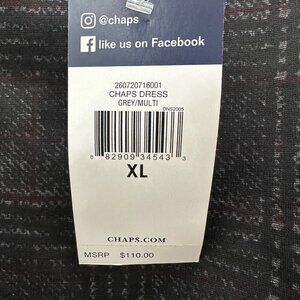 @chaps
like us on Facebook
260720716001
CHAPS DRESS
GREY/MULTI
DNS2005
0 82909 34543 3
XL
CHAPS.COM
MSRP $110.00